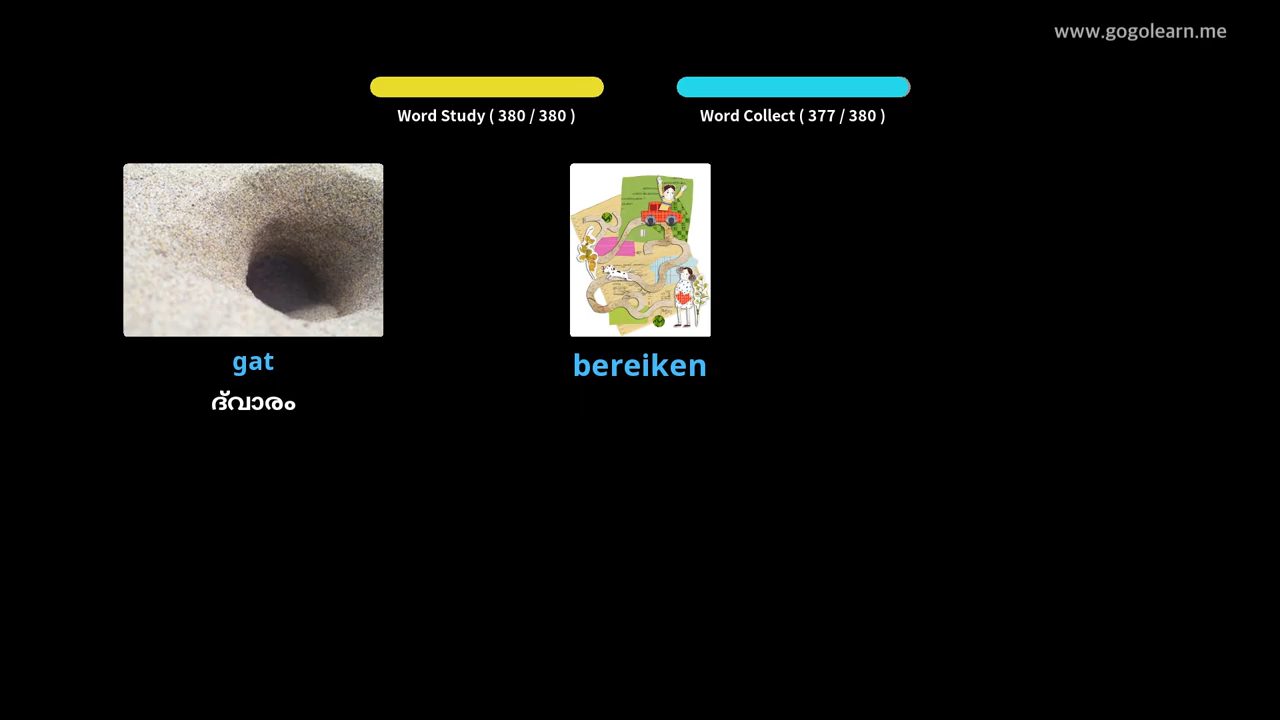 www.gogolearn.me
Word Study ( 380 / 380 )
Word Collect ( 377 / 380 )
gat
ദ്വാരം
bereiken